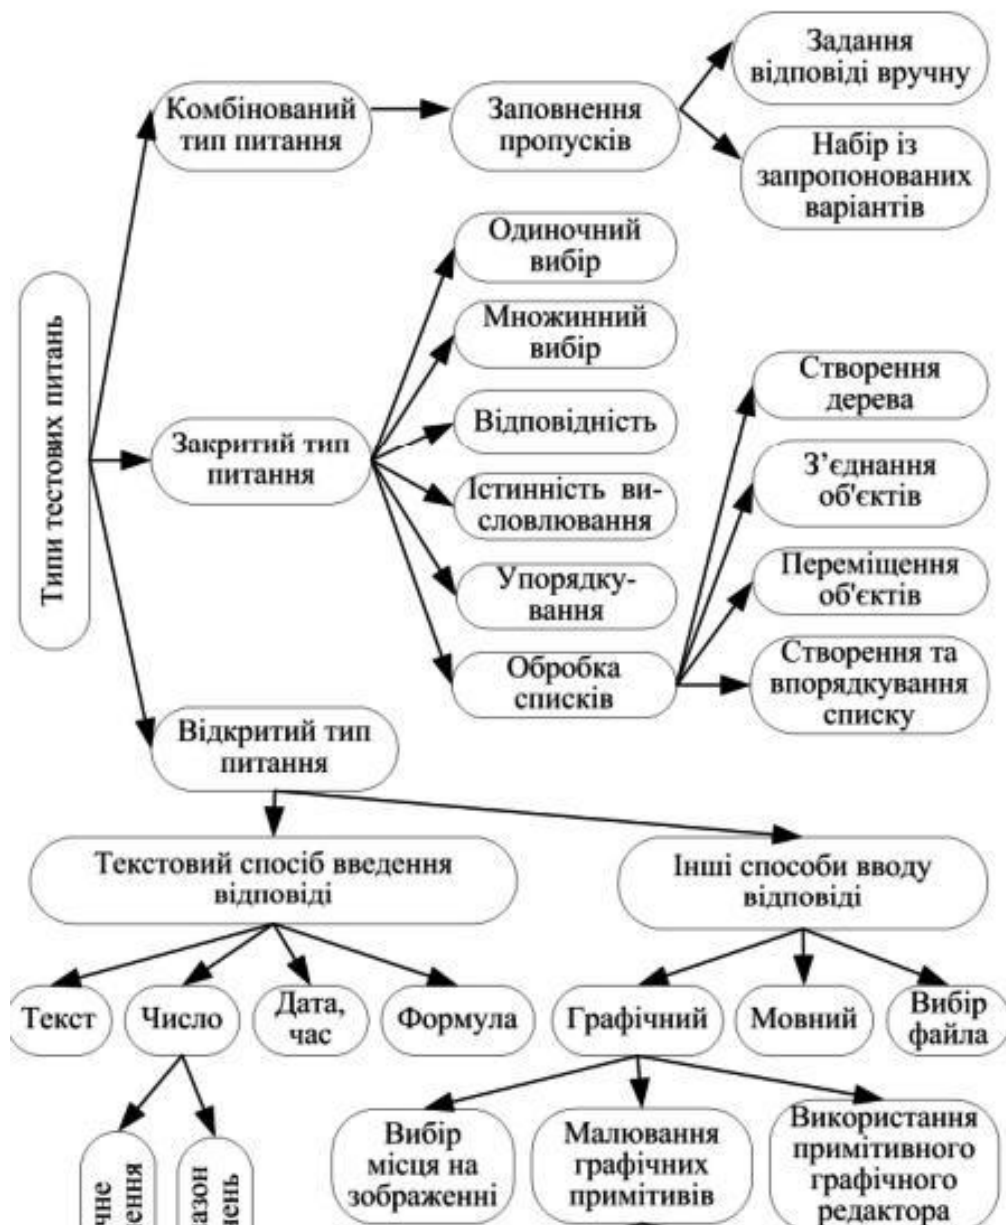 Задання
відповіді вручну
Комбінований
тип питання
Заповнення
пропусків
Набір із
запропонованих
варіантів
Одиночний
вибір
Множинний
вибір
Типи тестових питань
Створення
дерева
Відповідність
Закритий тип
питання
З’єднання
об'єктів
Істинність ви-
словлювання
Упорядку-
вання
Переміщення
об'єктів
Обробка
списків
Створення та
впорядкування
списку
Відкритий тип
питання
Текстовий спосіб введення
відповіді
Інші способи вводу
відповіді
Текст
Число
Дата,
час
Формула
Графічний
Мовний
Вибір
файла
Вибір
місця на
зображенні
Малювання
графічних
примітивів
Використання
примітивного
графічного
редактора